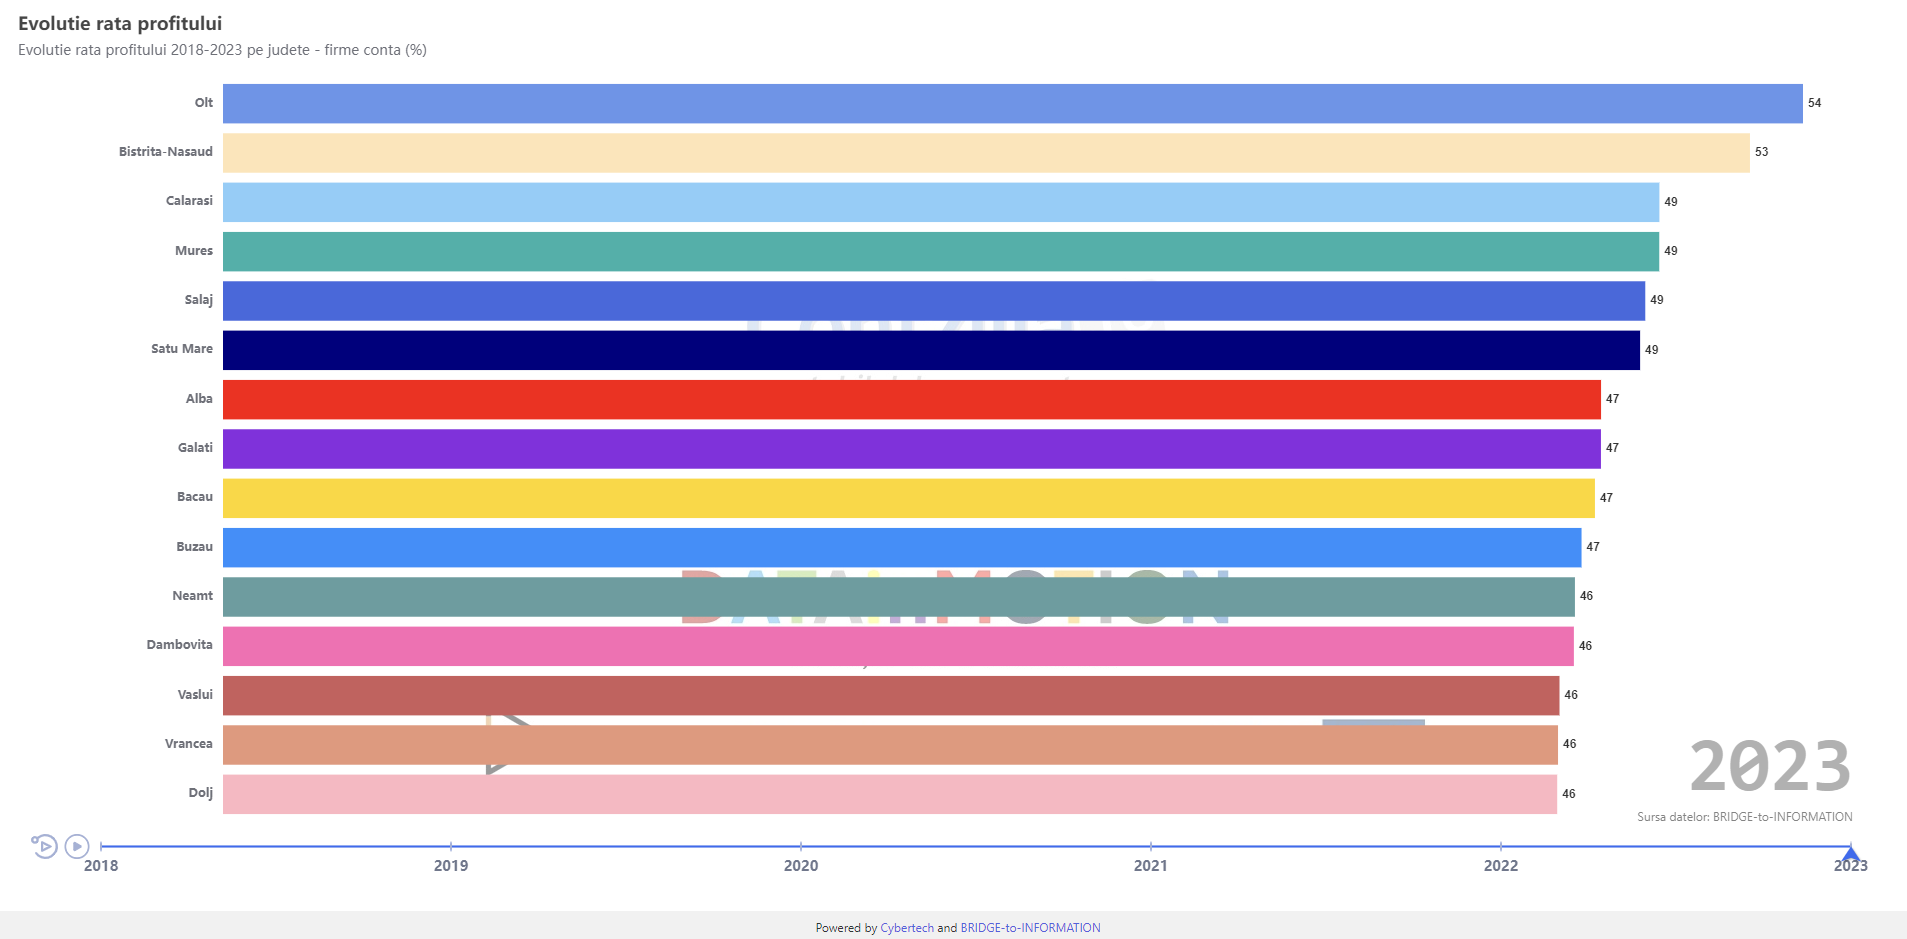 Evolutie rata profitului
Evolutie rata profitului 2018-2023 pe judete - firme conta (%)
Olt 54
Bistrita-Nasaud 53
Calarasi 49
Mures 49
Salaj 49
Satu Mare 49
Alba 47
Galati 47
Bacau 47
Buzau 47
Neamt 46
DATA MOTION
Dambovita 46
Vaslui 46
Vrancea 46
Dolj 46
2023
Sursa datelor: BRIDGE-to-INFORMATION
2018 2019 2020 2021 2022 2023
Powered by Cybertech and BRIDGE-to-INFORMATION